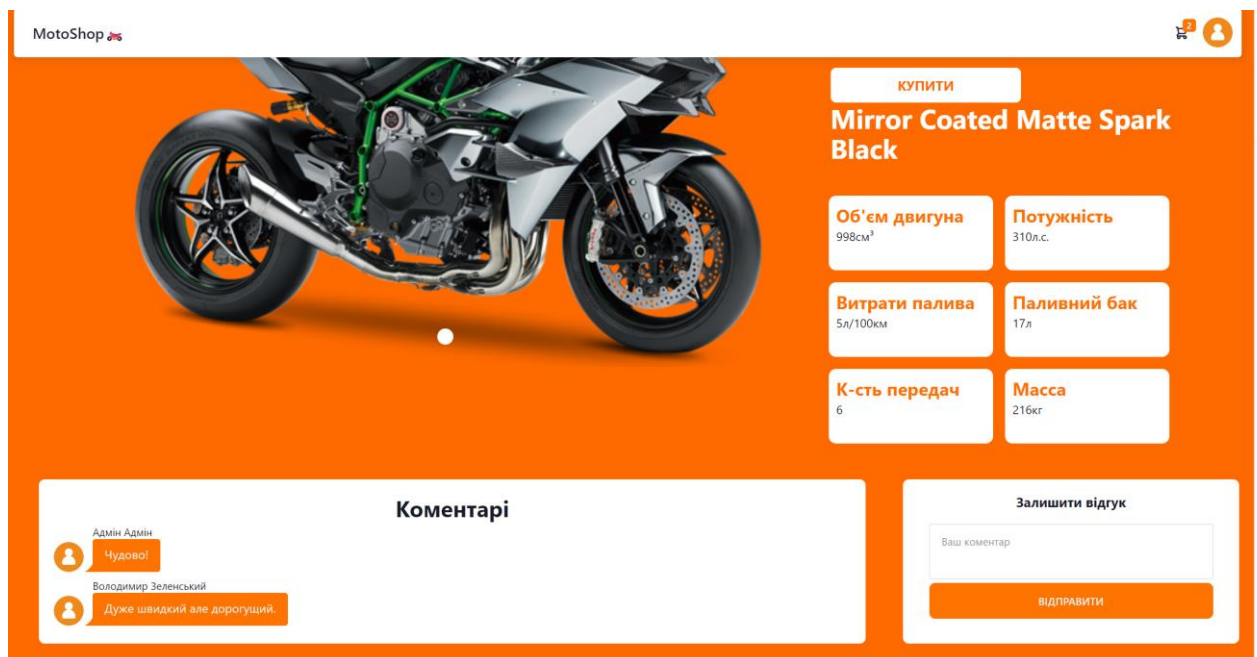 MotoShop
2
КУПИТИ
Mirror Coated Matte Spark
Black
Об'єм двигуна
998см³
Потужність
310л.с.
Витрати палива
5л/100км
Паливний бак
17л
К-сть передач
6
Масса
216кг
Коментарі
Адмін Адмін
Чудово!
Володимир Зеленський
Дуже швидкий але дорогущий.
Залишити відгук
Ваш коментар
ВІДПРАВИТИ